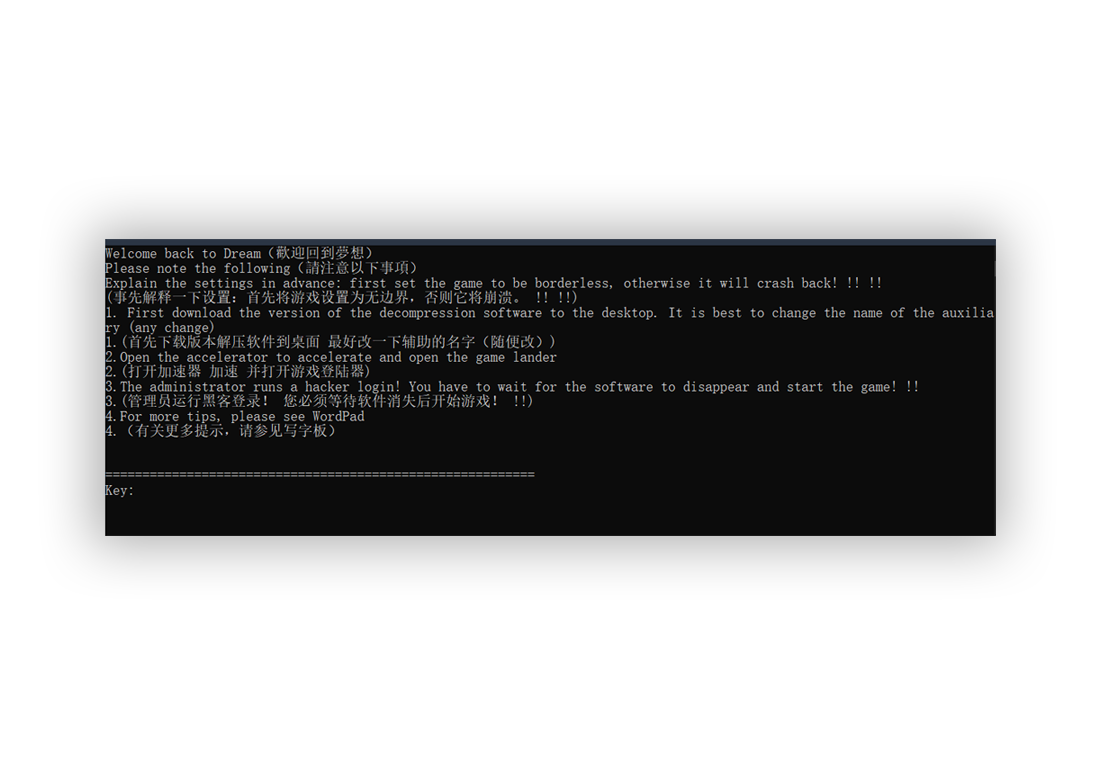 Welcome back to Dream（歡迎回到夢想）
Please note the following（請注意以下事項）
Explain the settings in advance: first set the game to be borderless, otherwise it will crash back! !! !!
(事先解释一下设置：首先将游戏设置为无边界，否则它将崩溃。 !! !!)
1. First download the version of the decompression software to the desktop. It is best to change the name of the auxilia
ry (any change)
1.(首先下载版本解压软件到桌面 最好改一下辅助的名字（随便改）)
2.Open the accelerator to accelerate and open the game lander
2.(打开加速器 加速 并打开游戏登陆器)
3.The administrator runs a hacker login! You have to wait for the software to disappear and start the game! !!
3.(管理员运行黑客登录！ 您必须等待软件消失后开始游戏！ !!)
4.For more tips, please see WordPad
4.（有关更多提示，请参见写字板）
==========================================================
Key: